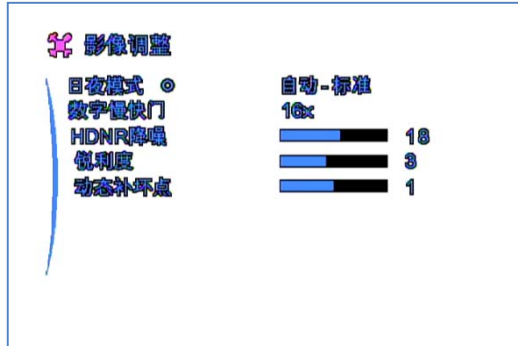 影像调整
日夜模式 自动-标准
数字慢快门 16x
HDNR降噪 18
锐利度 3
动态补坏点 1